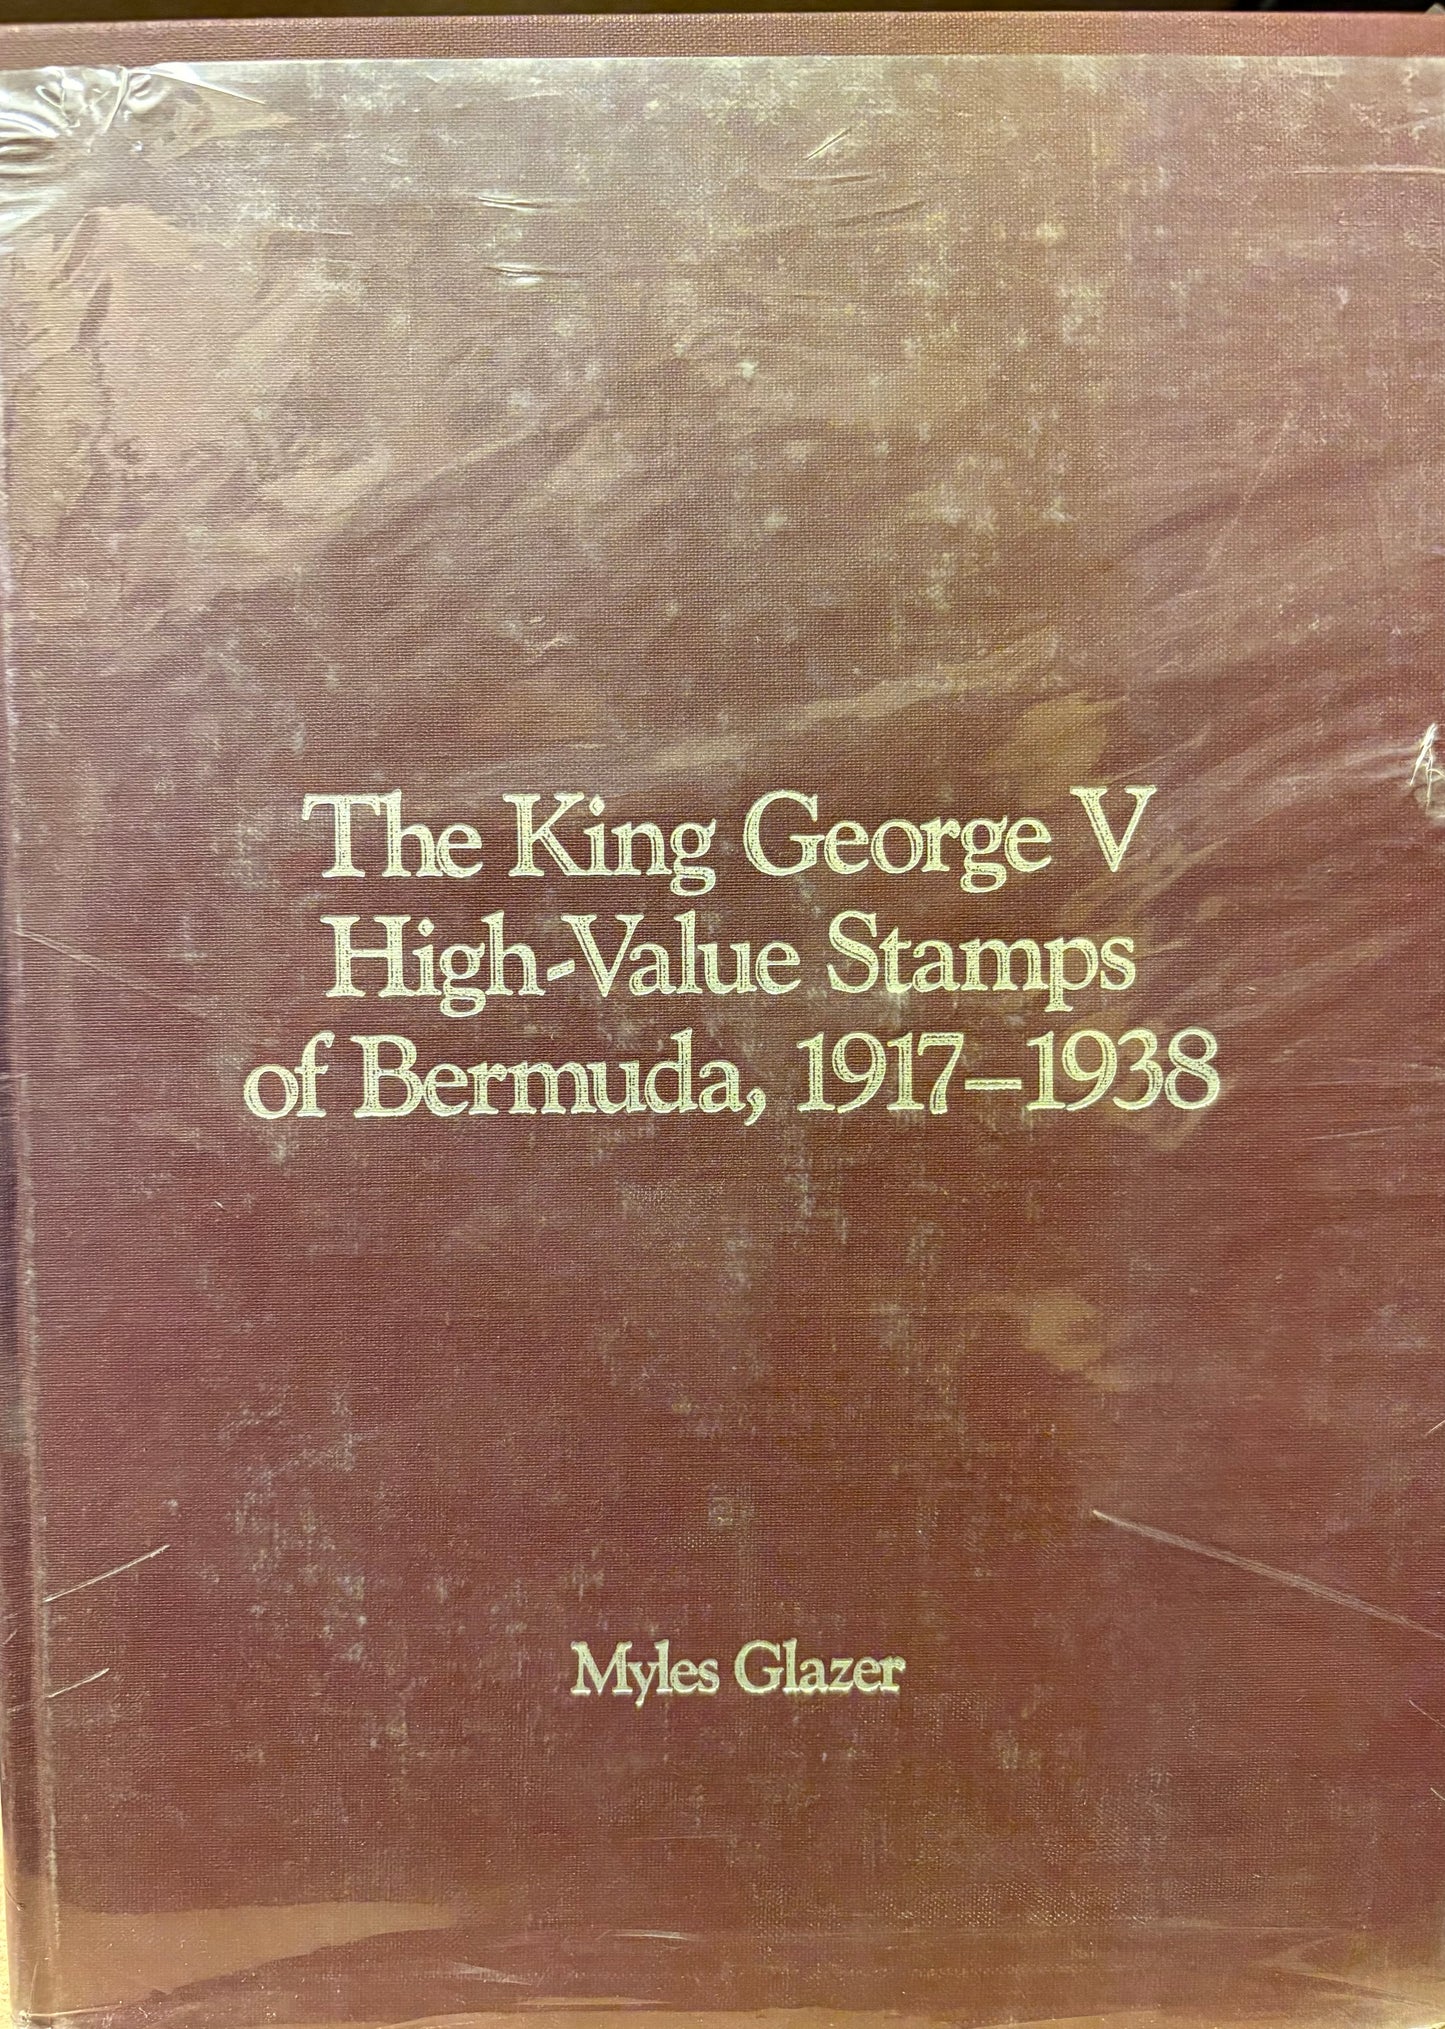 The King George V
High-Value Stamps
of Bermuda, 1917–1938
Myles Glazer